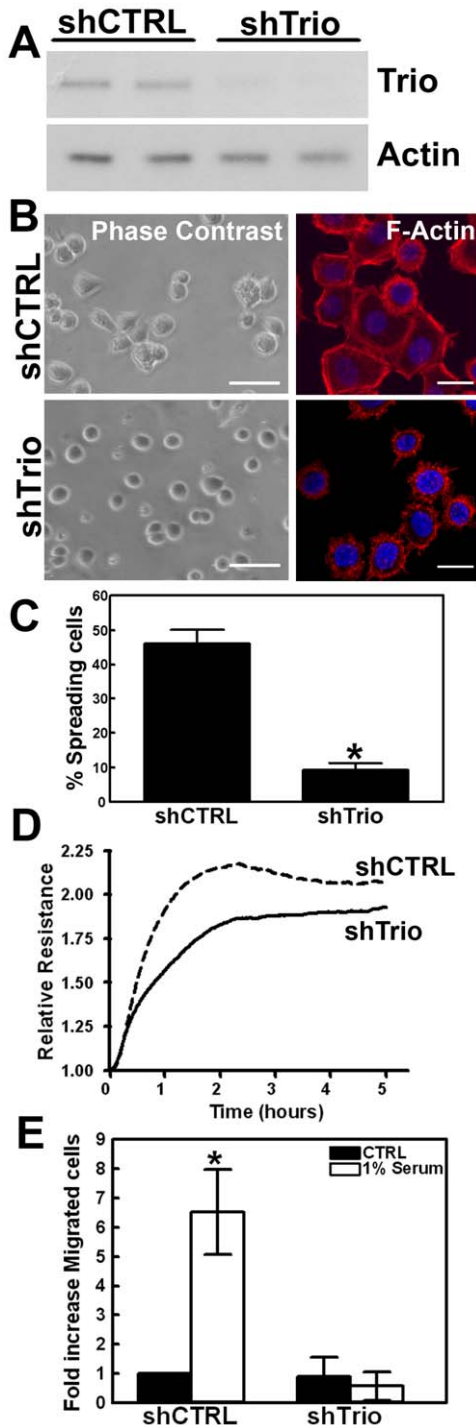 A
shCTRL shTrio
Trio
Actin
B
Phase Contrast F-Actin
shCTRL
shTrio
C
% Spreading cells
60
50
40
30
20
10
0
shCTRL shTrio
*
D
Relative Resistance
2.25
2.00
1.75
1.50
1.25
1.00
shCTRL
shTrio
0 1 2 3 4 5
Time (hours)
E
Fold increase Migrated cells
9
8
7
6
5
4
3
2
1
0
*
CTRL
1% Serum
shCTRL shTrio